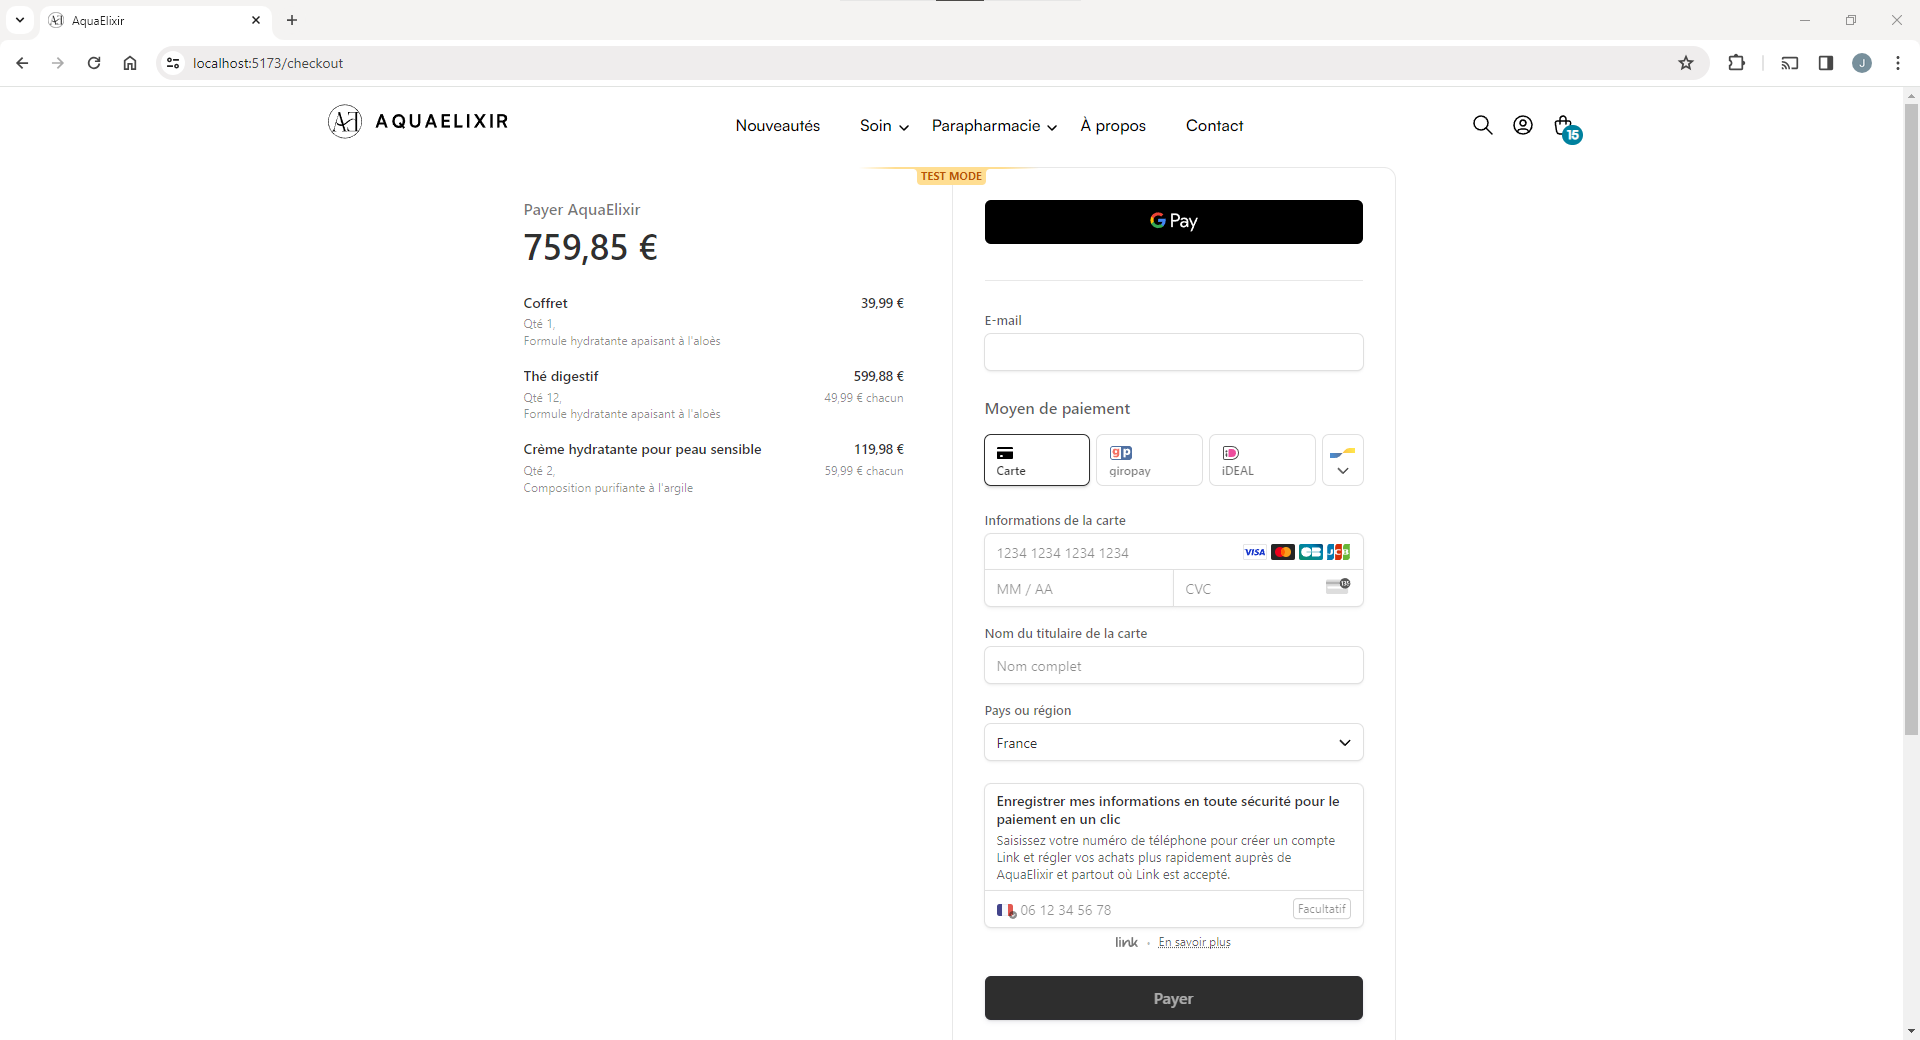 AquaElixir
localhost:5173/checkout
J
AE AQUAELIXIR
Nouveautés Soin Parapharmacie À propos Contact
15
TEST MODE
Payer AquaElixir
759,85 €
Coffret 39,99 €
Qté 1,
Formule hydratante apaisant à l'aloès
Thé digestif 599,88 €
Qté 12, 49,99 € chacun
Formule hydratante apaisant à l'aloès
Crème hydratante pour peau sensible 119,98 €
Qté 2, 59,99 € chacun
Composition purifiante à l'argile
G Pay
E-mail
Moyen de paiement
Carte
giropay
iDEAL
Informations de la carte
1234 1234 1234 1234 VISA CB JCB
MM / AA CVC 135
Nom du titulaire de la carte
Nom complet
Pays ou région
France
Enregistrer mes informations en toute sécurité pour le
paiement en un clic
Saisissez votre numéro de téléphone pour créer un compte
Link et régler vos achats plus rapidement auprès de
AquaElixir et partout où Link est accepté.
06 12 34 56 78 Facultatif
link • En savoir plus
Payer